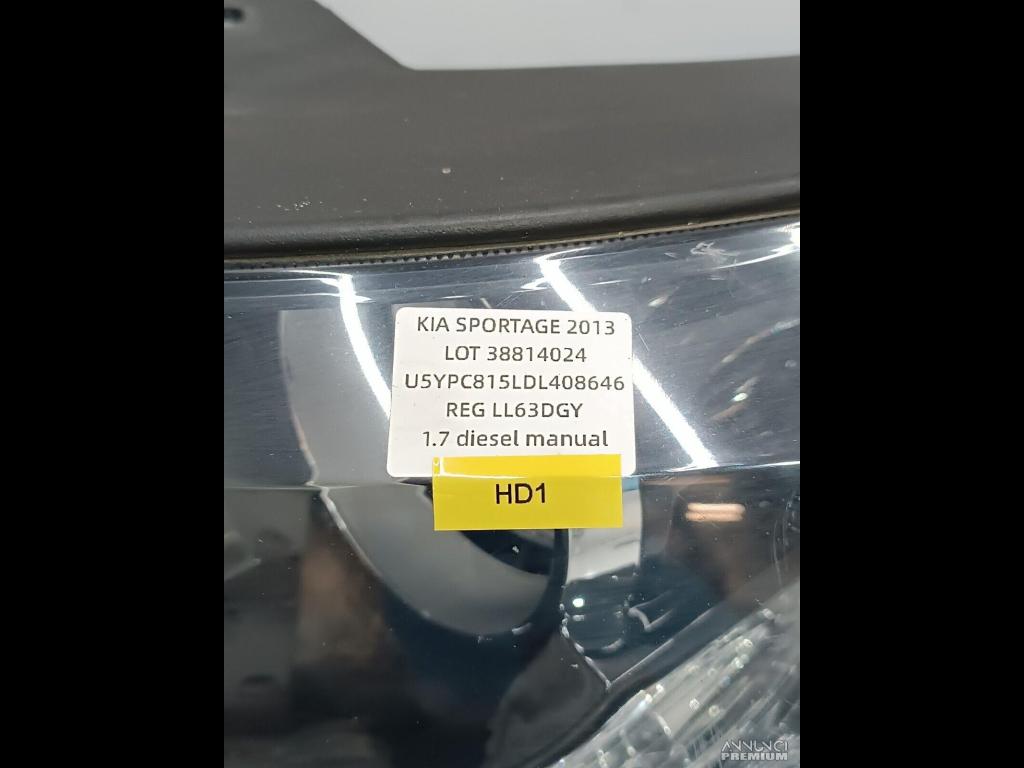 KIA SPORTAGE 2013
LOT 38814024
U5YPC815LDL408646
REG LL63DGY
1.7 diesel manual
HD1
ANNUNCI
PREMIUM